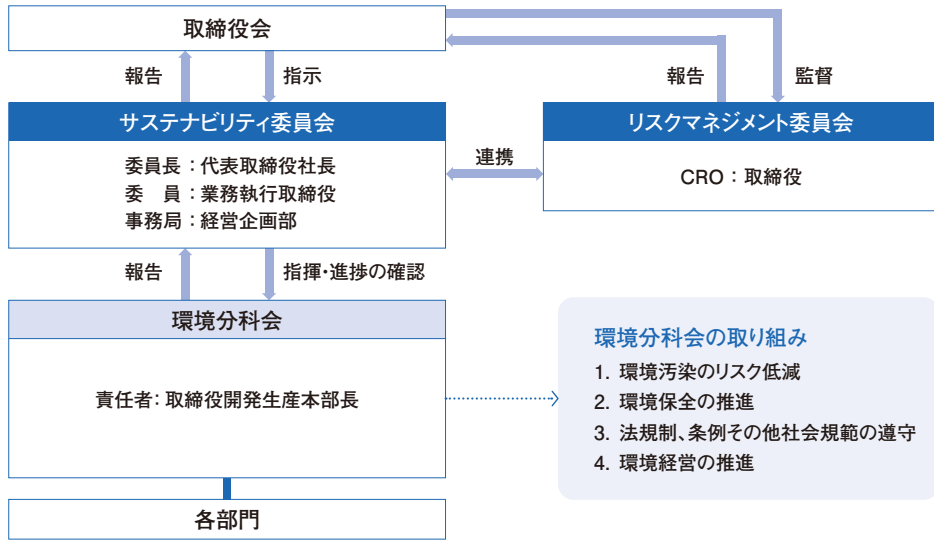 取締役会
報告
指示
報告
監督
サステナビリティ委員会
委員長：代表取締役社長
委　員：業務執行取締役
事務局：経営企画部
連携
リスクマネジメント委員会
CRO：取締役
報告
指揮・進捗の確認
環境分科会
責任者：取締役開発生産本部長
環境分科会の取り組み
1. 環境汚染のリスク低減
2. 環境保全の推進
3. 法規制、条例その他社会規範の遵守
4. 環境経営の推進
各部門